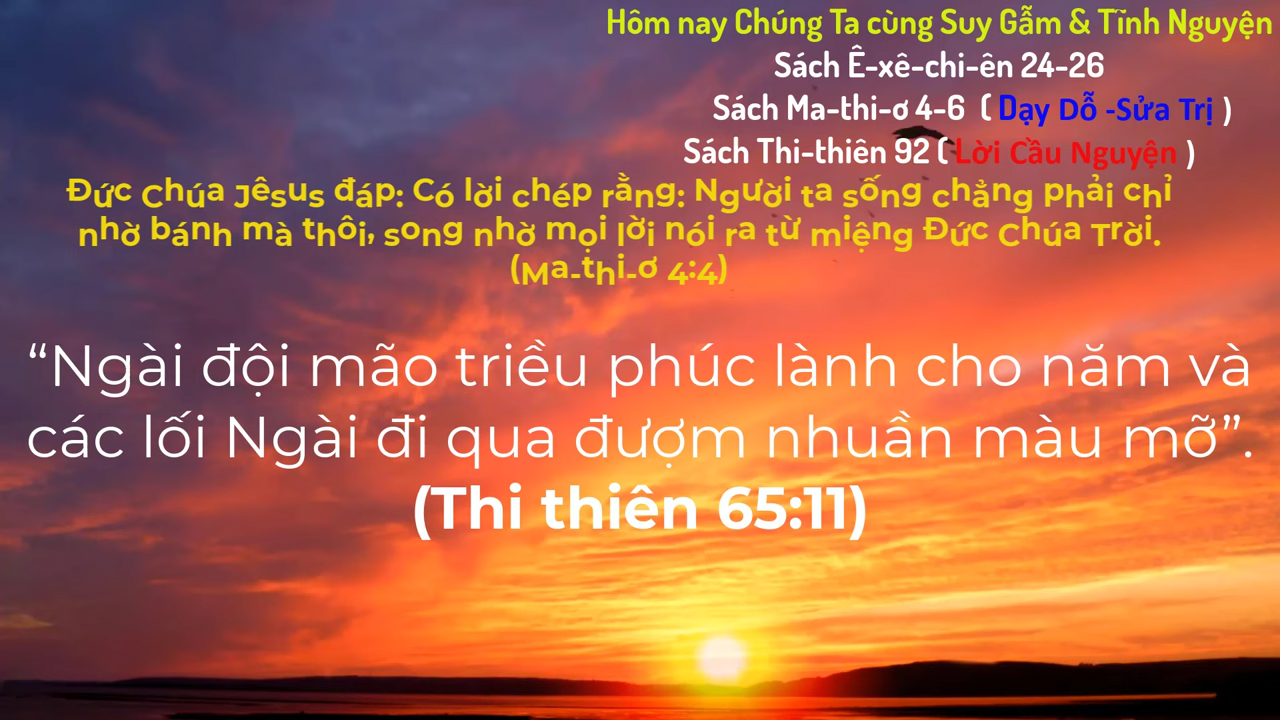 Hôm nay Chúng Ta cùng Suy Gẫm & Tĩnh Nguyện
Sách Ê-xê-chi-ên 24-26
Sách Ma-thi-ơ 4-6 ( Dạy Dỗ -Sửa Trị )
Sách Thi-thiên 92 ( Lời Cầu Nguyện )
Đức Chúa Jêsus đáp: Có lời chép rằng: Người ta sống chẳng phải chỉ
nhờ bánh mà thôi, song nhờ mọi lời nói ra từ miệng Đức Chúa Trời.
(Ma-thi-ơ 4:4)
“Ngài đội mão triều phúc lành cho năm và
các lối Ngài đi qua đượm nhuần màu mỡ”.
(Thi thiên 65:11)